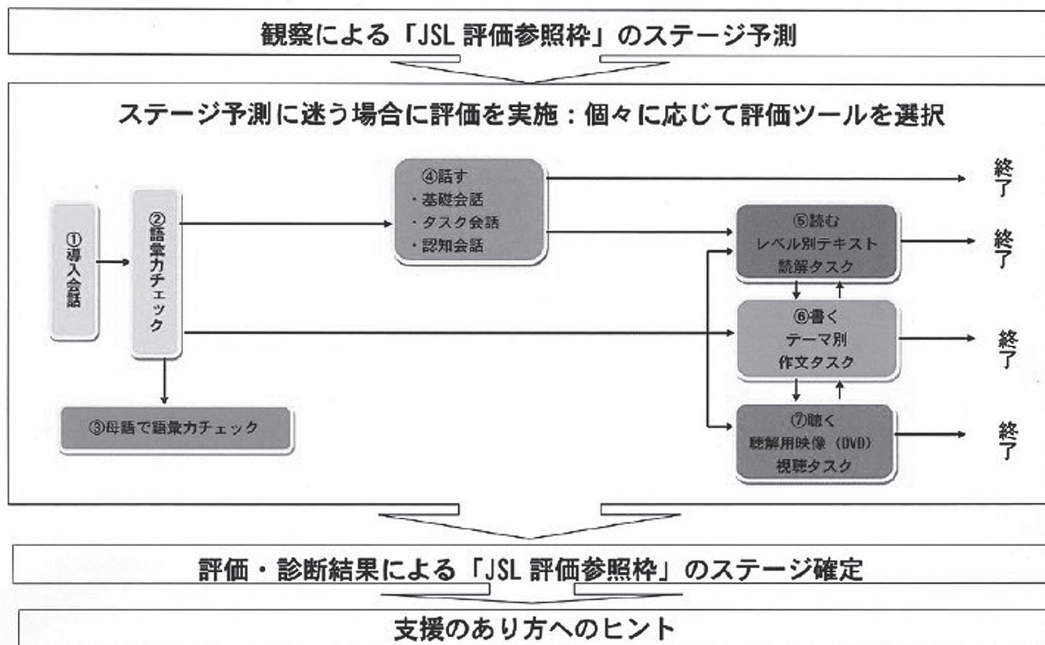 観察による「JSL 評価参照枠」のステージ予測
ステージ予測に迷う場合に評価を実施：個々に応じて評価ツールを選択
①導入会話
②語彙力チェック
③母語で語彙力チェック
④話す
・基礎会話
・タスク会話
・認知会話
終了
⑤読む
レベル別テキスト
読解タスク
終了
⑥書く
テーマ別
作文タスク
終了
⑦聴く
聴解用映像（DVD）
視聴タスク
終了
評価・診断結果による「JSL 評価参照枠」のステージ確定
支援のあり方へのヒント